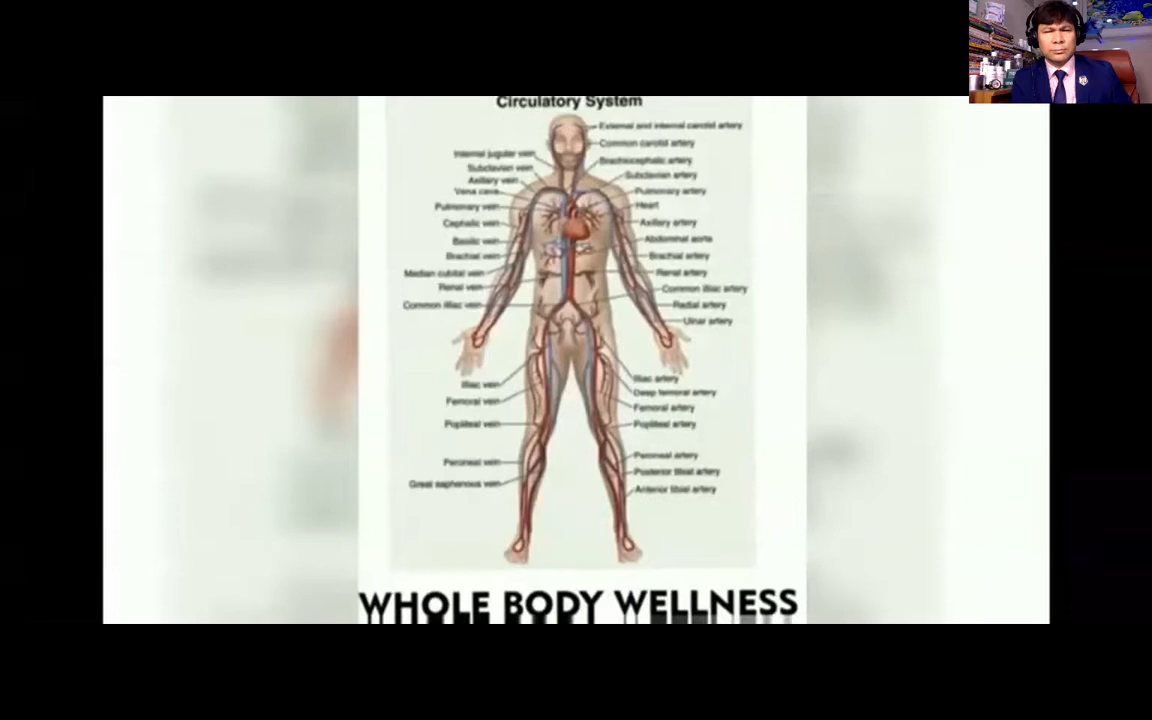 Circulatory System
External and internal carotid artery
Common carotid artery
Internal jugular vein
Brachiocephalic artery
Subclavian vein
Subclavian artery
Axillary vein
Vena cava
Pulmonary artery
Pulmonary vein
Heart
Cephalic vein
Axillary artery
Basilic vein
Abdominal aorta
Brachial vein
Brachial artery
Median cubital vein
Renal artery
Renal vein
Common iliac artery
Common iliac vein
Radial artery
Ulnar artery
Iliac vein
Iliac artery
Deep femoral artery
Femoral vein
Femoral artery
Popliteal vein
Popliteal artery
Peroneal vein
Peroneal artery
Posterior tibial artery
Great saphenous vein
Anterior tibial artery
WHOLE BODY WELLNESS